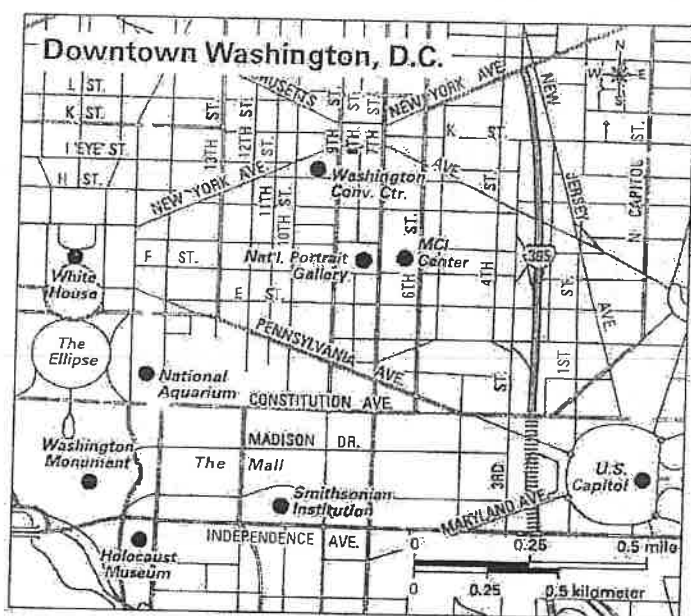 Downtown Washington, D.C.
L ST.
K ST.
I "EYE" ST.
H ST.
13TH ST.
12TH ST.
11TH ST.
10TH ST.
9TH ST.
8TH ST.
7TH ST.
NEW YORK AVE.
NEW YORK AVE.
K ST.
AVE.
NEW JERSEY AVE.
N CAPITOL ST.
N
W E
S
Washington
Conv. Ctr.
White
House
F ST.
Nat'l. Portrait
Gallery
MCI
Center
6TH ST.
4TH ST.
395
E ST.
1ST ST.
The
Ellipse
PENNSYLVANIA AVE.
National
Aquarium
CONSTITUTION AVE.
Washington
Monument
MADISON DR.
The Mall
3RD ST.
U.S.
Capitol
Smithsonian
Institution
MARYLAND AVE.
INDEPENDENCE AVE.
Holocaust
Museum
0 0.25 0.5 mile
0 0.25 0.5 kilometer